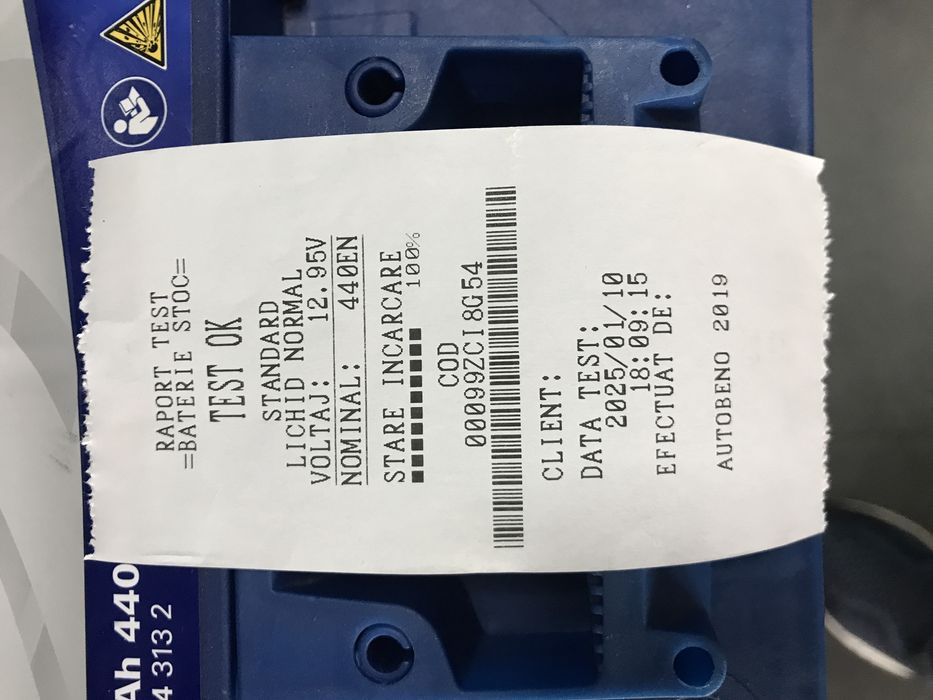 RAPORT TEST
=BATERIE STOC=
TEST OK
STANDARD
LICHID NORMAL
VOLTAJ: 12.95V
NOMINAL: 440EN
STARE INCARCARE
100%
COD
00099ZCI8G54
CLIENT:
DATA TEST:
2025/01/10
18:09:15
EFECTUAT DE:
AUTOBENO 2019
Ah 440
4 313 2